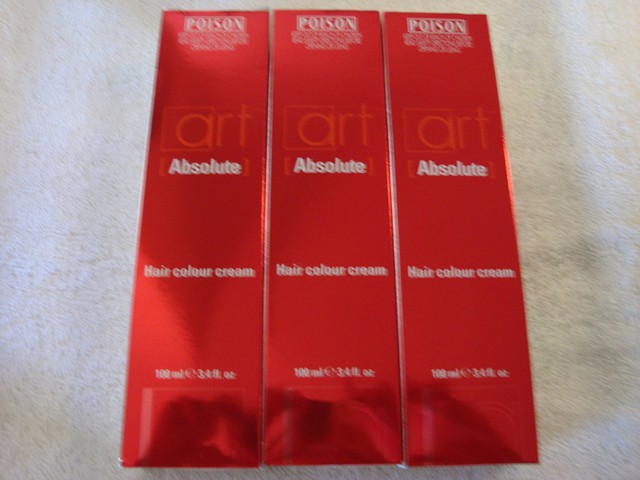 POISON
art
[Absolute]
Hair colour cream
100 ml e 3,4 fl. oz
POISON
art
[Absolute]
Hair colour cream
100 ml e 3,4 fl. oz
POISON
art
[Absolute]
Hair colour cream
100 ml e 3,4 fl. oz